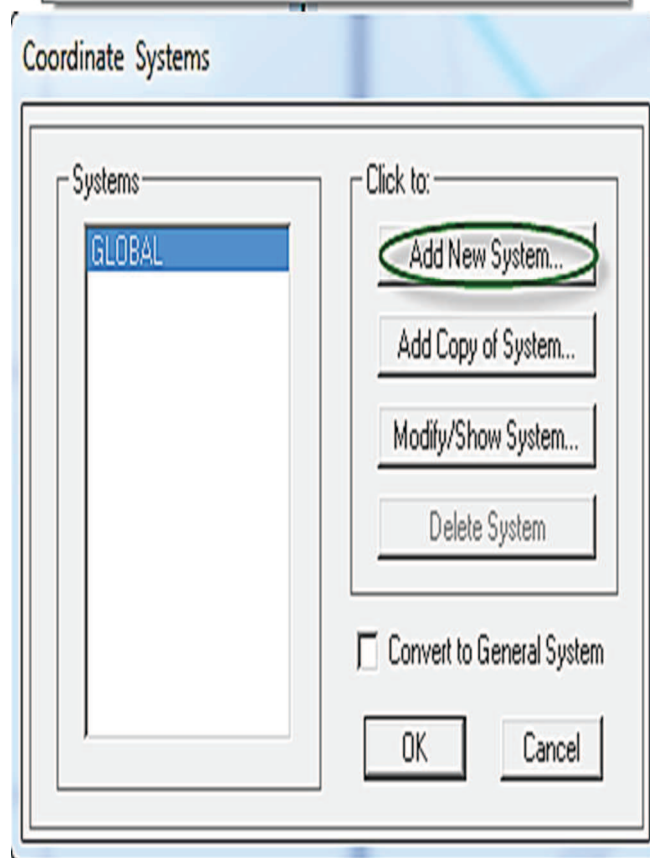 Coordinate Systems
Systems
GLOBAL
Click to:
Add New System...
Add Copy of System...
Modify/Show System...
Delete System
Convert to General System
OK
Cancel